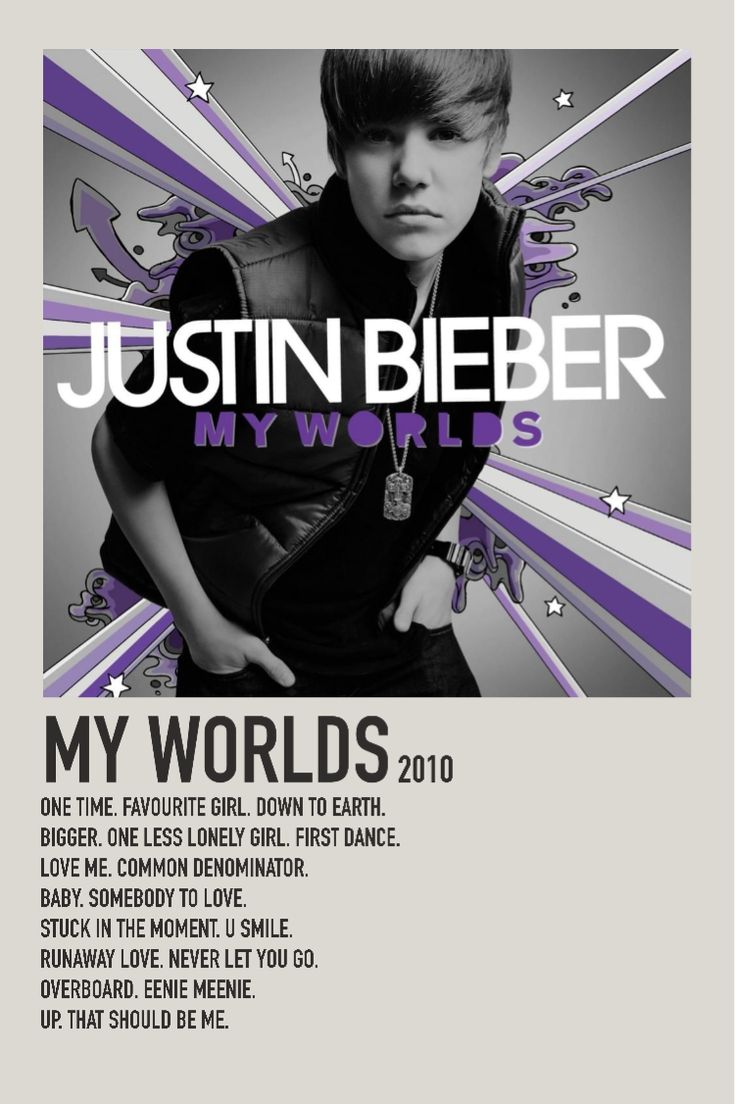 JUSTIN BIEBER
MY WORLDS
MY WORLDS 2010
ONE TIME. FAVOURITE GIRL. DOWN TO EARTH.
BIGGER. ONE LESS LONELY GIRL. FIRST DANCE.
LOVE ME. COMMON DENOMINATOR.
BABY. SOMEBODY TO LOVE.
STUCK IN THE MOMENT. U SMILE.
RUNAWAY LOVE. NEVER LET YOU GO.
OVERBOARD. EENIE MEENIE.
UP. THAT SHOULD BE ME.